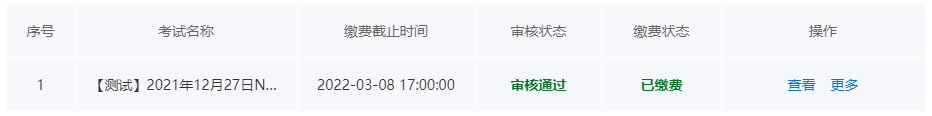 序号 考试名称 缴费截止时间 审核状态 缴费状态 操作
1 【测试】2021年12月27日N... 2022-03-08 17:00:00 审核通过 已缴费 查看 更多